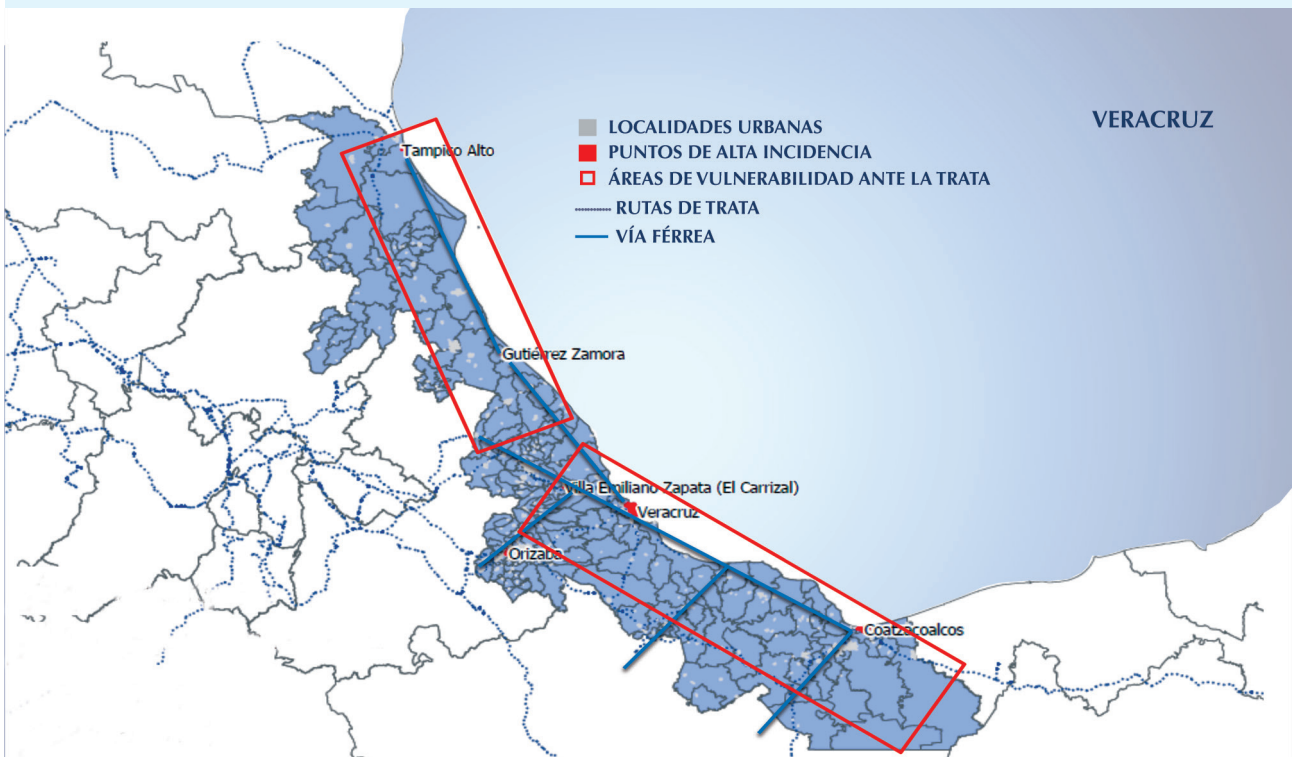 VERACRUZ
LOCALIDADES URBANAS
PUNTOS DE ALTA INCIDENCIA
ÁREAS DE VULNERABILIDAD ANTE LA TRATA
RUTAS DE TRATA
VÍA FÉRREA
Tampico Alto
Gutiérrez Zamora
Villa Emiliano Zapata (El Carrizal)
Veracruz
Orizaba
Coatzacoalcos